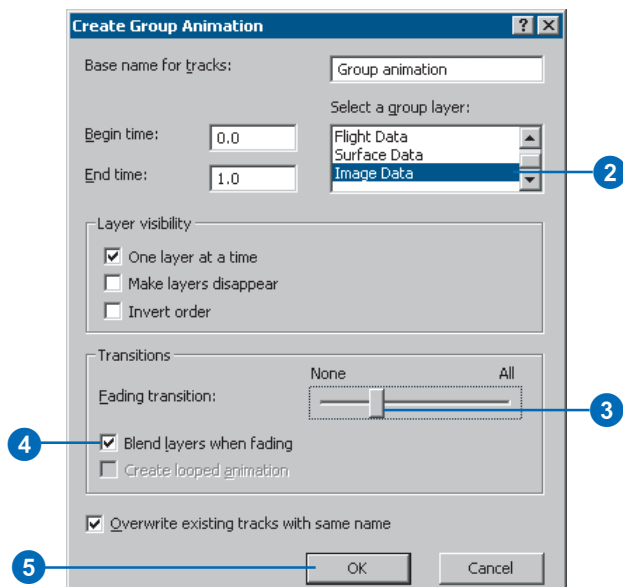 Create Group Animation
Base name for tracks:
Group animation
Select a group layer:
Begin time:
0.0
Flight Data
Surface Data
Image Data
2
End time:
1.0
Layer visibility
One layer at a time
Make layers disappear
Invert order
Transitions
None
All
Fading transition:
3
4
Blend layers when fading
Create looped animation
Overwrite existing tracks with same name
5
OK
Cancel